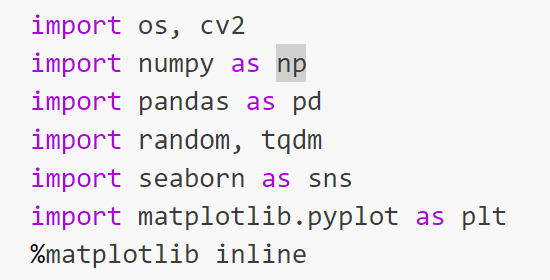 import os, cv2
import numpy as np
import pandas as pd
import random, tqdm
import seaborn as sns
import matplotlib.pyplot as plt
%matplotlib inline